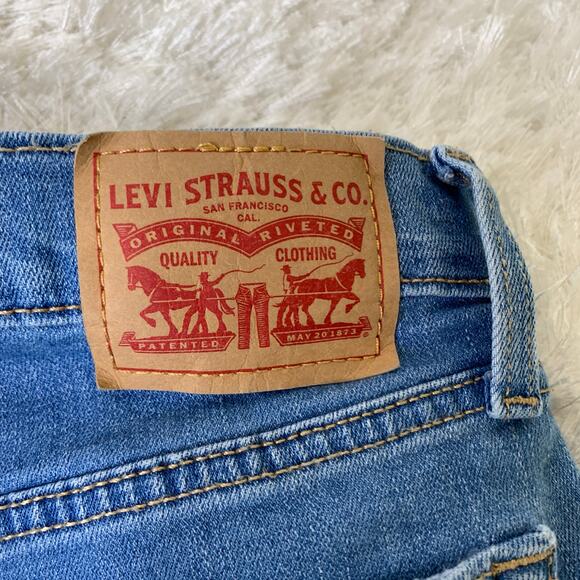 LEVI STRAUSS & CO.
SAN FRANCISCO
CAL.
ORIGINAL RIVETED
QUALITY CLOTHING
PATENTED MAY 20 1873
®